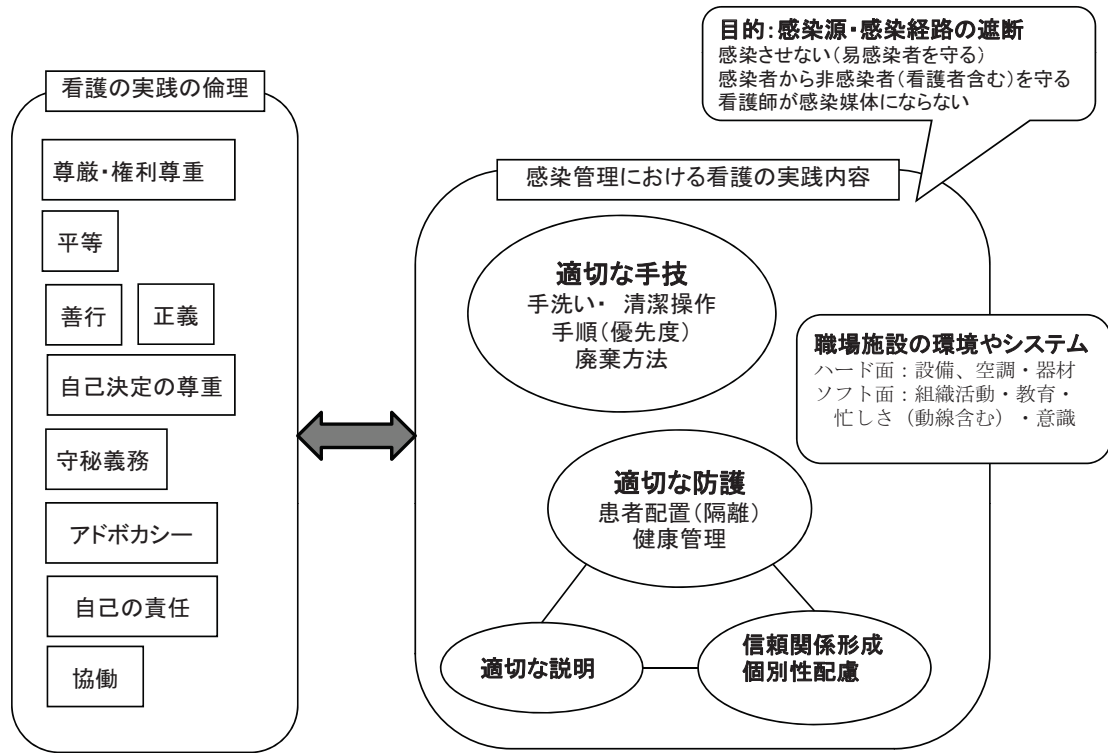 目的：感染源・感染経路の遮断
感染させない（易感染者を守る）
感染者から非感染者（看護者含む）を守る
看護師が感染媒体にならない
看護の実践の倫理
尊厳・権利尊重
平等
善行
正義
自己決定の尊重
守秘義務
アドボカシー
自己の責任
協働
感染管理における看護の実践内容
適切な手技
手洗い・ 清潔操作
手順（優先度）
廃棄方法
職場施設の環境やシステム
ハード面：設備、空調・器材
ソフト面：組織活動・教育・
忙しさ（動線含む）・意識
適切な防護
患者配置（隔離）
健康管理
適切な説明
信頼関係形成
個別性配慮